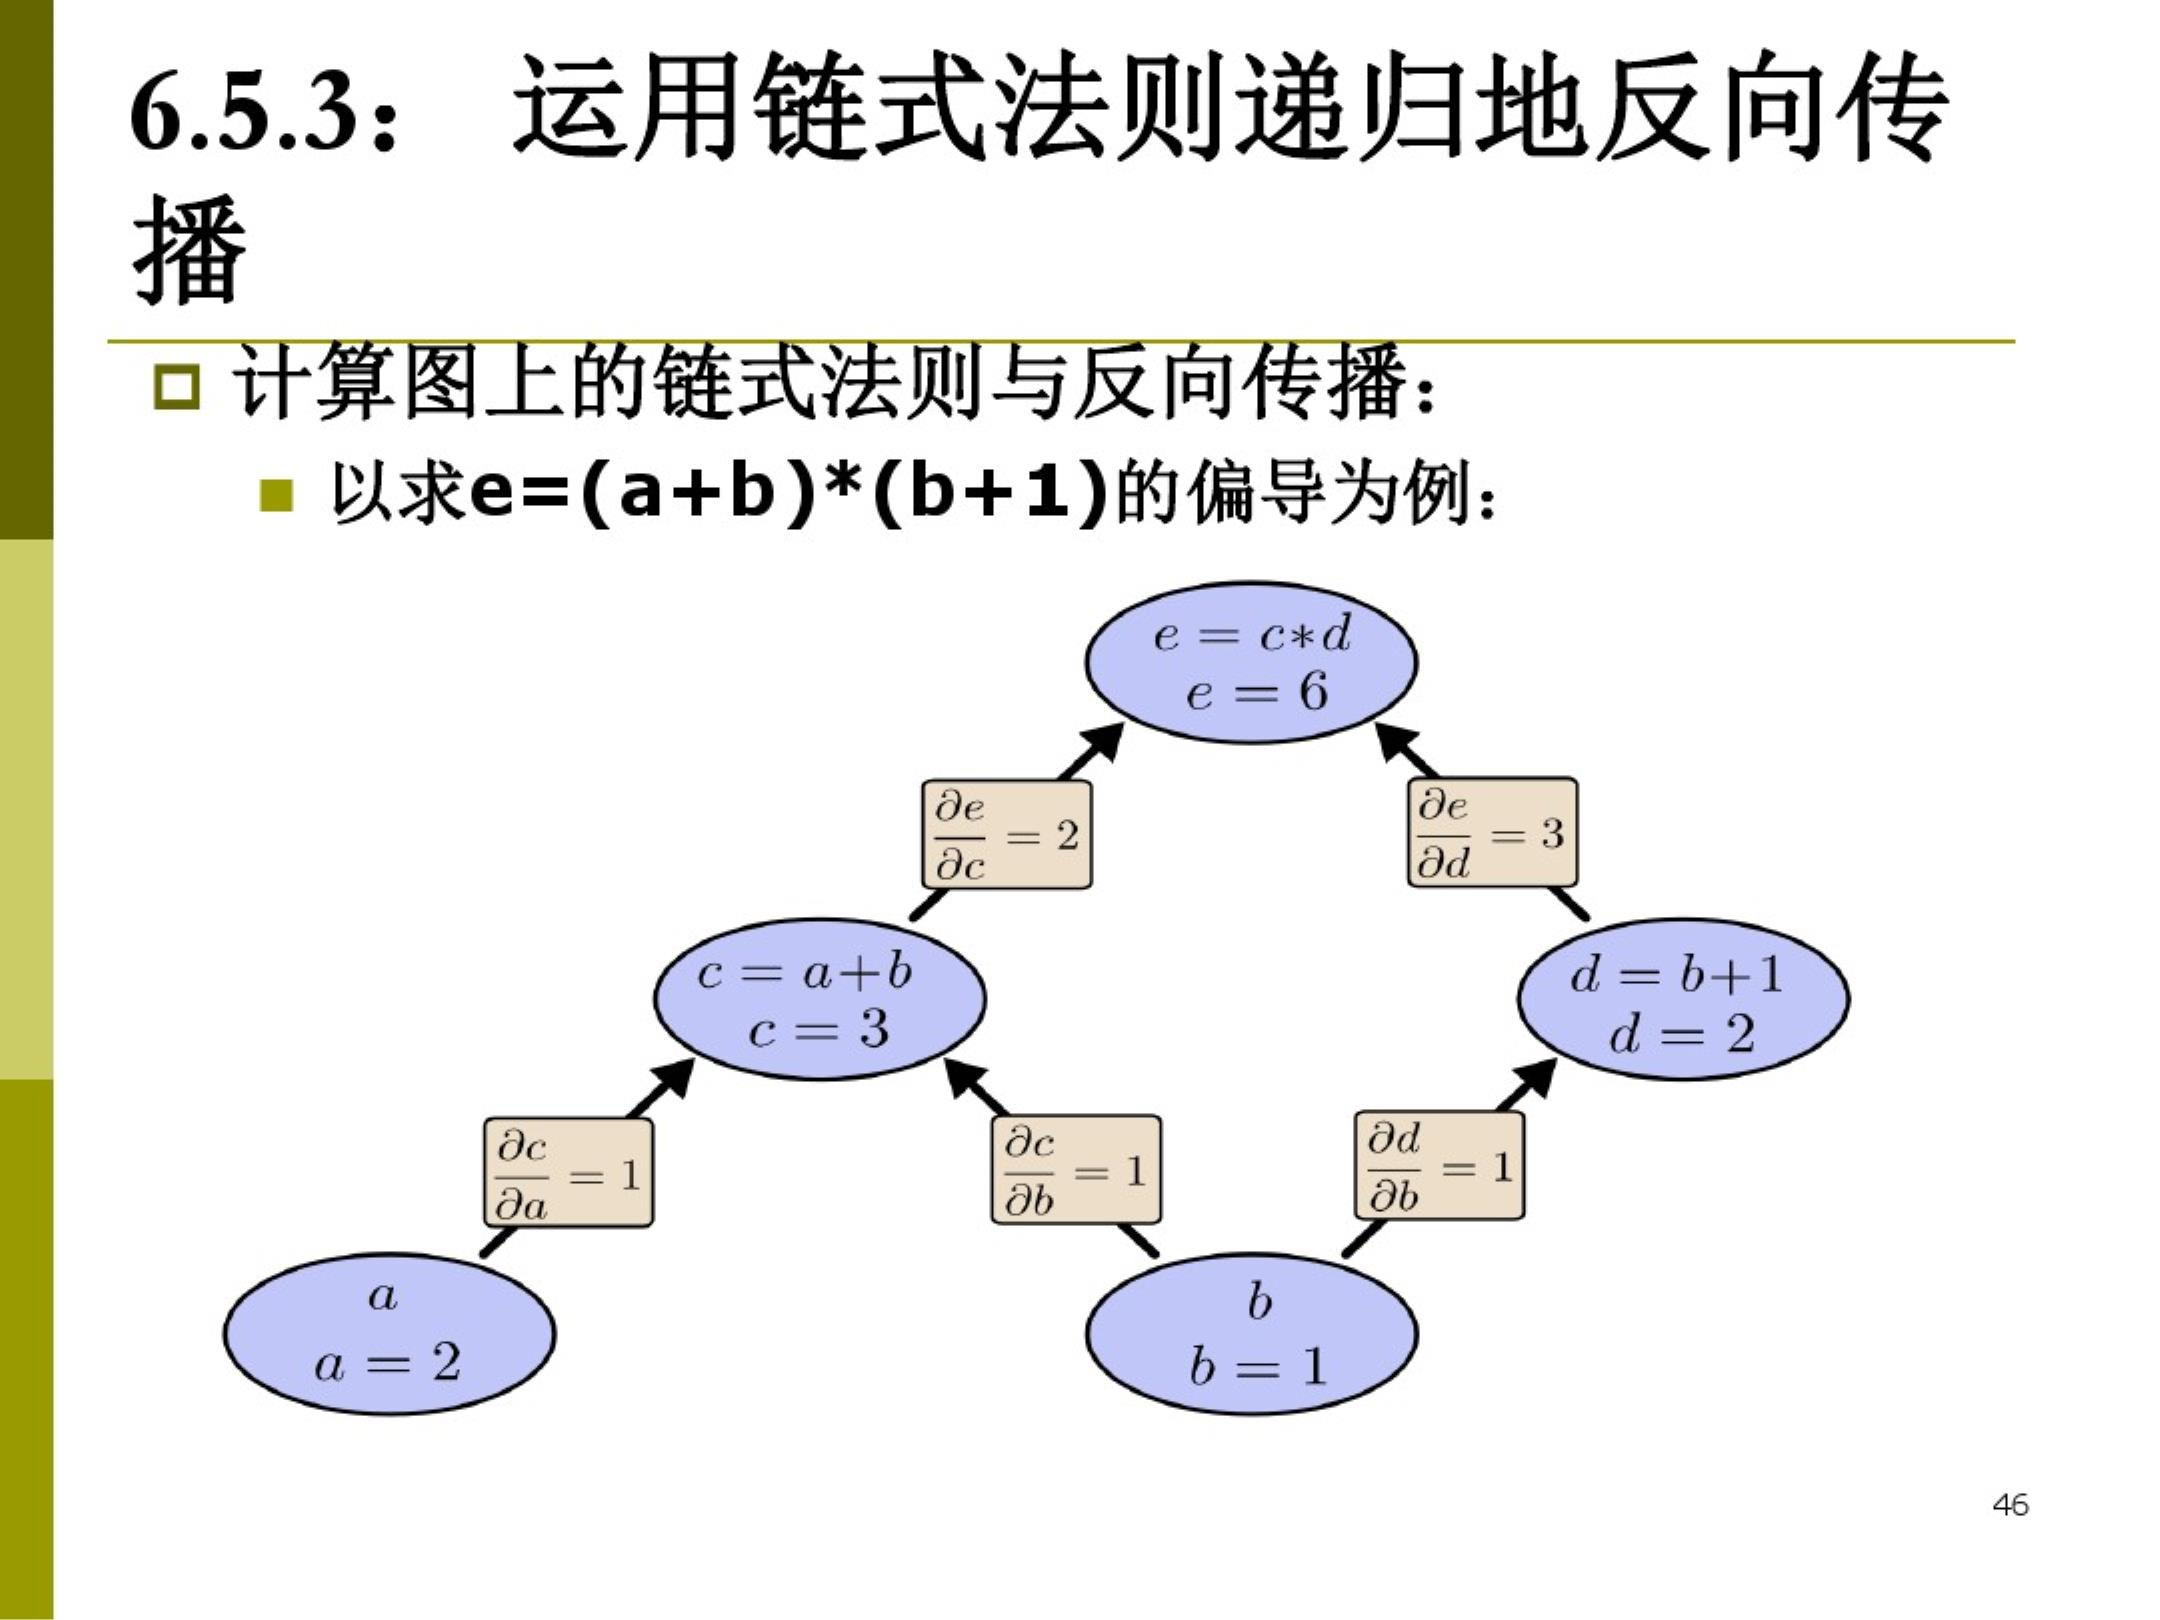 6.5.3： 运用链式法则递归地反向传
播
计算图上的链式法则与反向传播：
以求e=(a+b)*(b+1)的偏导为例：
e = c*d
e = 6
∂e/∂c = 2
∂e/∂d = 3
c = a+b
c = 3
d = b+1
d = 2
∂c/∂a = 1
∂c/∂b = 1
∂d/∂b = 1
a
a = 2
b
b = 1
46